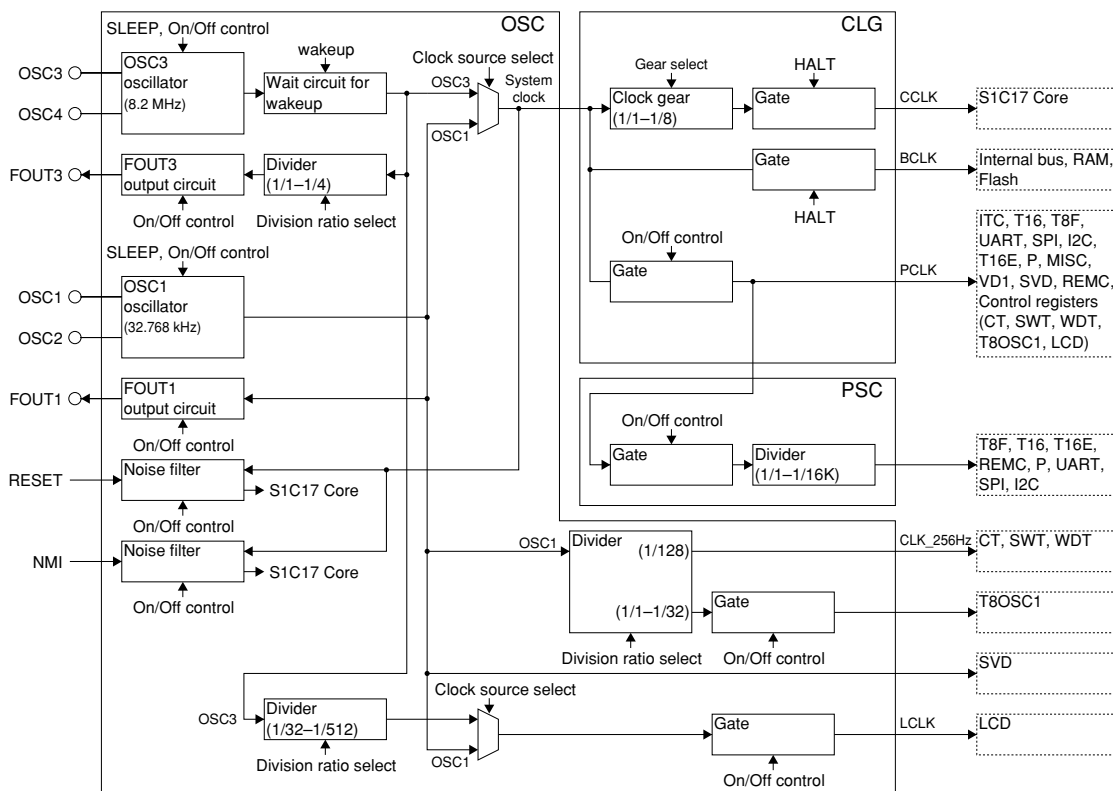 OSC
CLG
SLEEP, On/Off control
wakeup
Clock source select
OSC3
OSC3
oscillator
(8.2 MHz)
OSC4
Wait circuit for
wakeup
OSC3
OSC1
System
clock
Gear select
Clock gear
(1/1–1/8)
HALT
Gate
CCLK
S1C17 Core
FOUT3
FOUT3
output circuit
On/Off control
Divider
(1/1–1/4)
Division ratio select
Gate
HALT
BCLK
Internal bus, RAM,
Flash
SLEEP, On/Off control
OSC1
OSC1
oscillator
(32.768 kHz)
OSC2
On/Off control
Gate
PCLK
ITC, T16, T8F,
UART, SPI, I2C,
T16E, P, MISC,
VD1, SVD, REMC,
Control registers
(CT, SWT, WDT,
T8OSC1, LCD)
FOUT1
FOUT1
output circuit
On/Off control
PSC
On/Off control
Gate
Divider
(1/1–1/16K)
T8F, T16, T16E,
REMC, P, UART,
SPI, I2C
RESET
Noise filter
S1C17 Core
On/Off control
NMI
Noise filter
S1C17 Core
On/Off control
OSC1
Divider
(1/128)
(1/1–1/32)
Division ratio select
CLK_256Hz
CT, SWT, WDT
Gate
On/Off control
T8OSC1
SVD
OSC3
Divider
(1/32–1/512)
Division ratio select
Clock source select
OSC1
Gate
On/Off control
LCLK
LCD